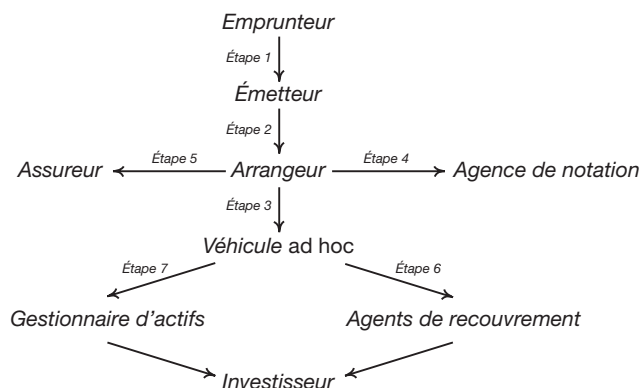 Emprunteur
Étape 1
Émetteur
Étape 2
Assureur Étape 5 Arrangeur Étape 4 Agence de notation
Étape 3
Véhicule ad hoc
Étape 7 Étape 6
Gestionnaire d'actifs Agents de recouvrement
Investisseur